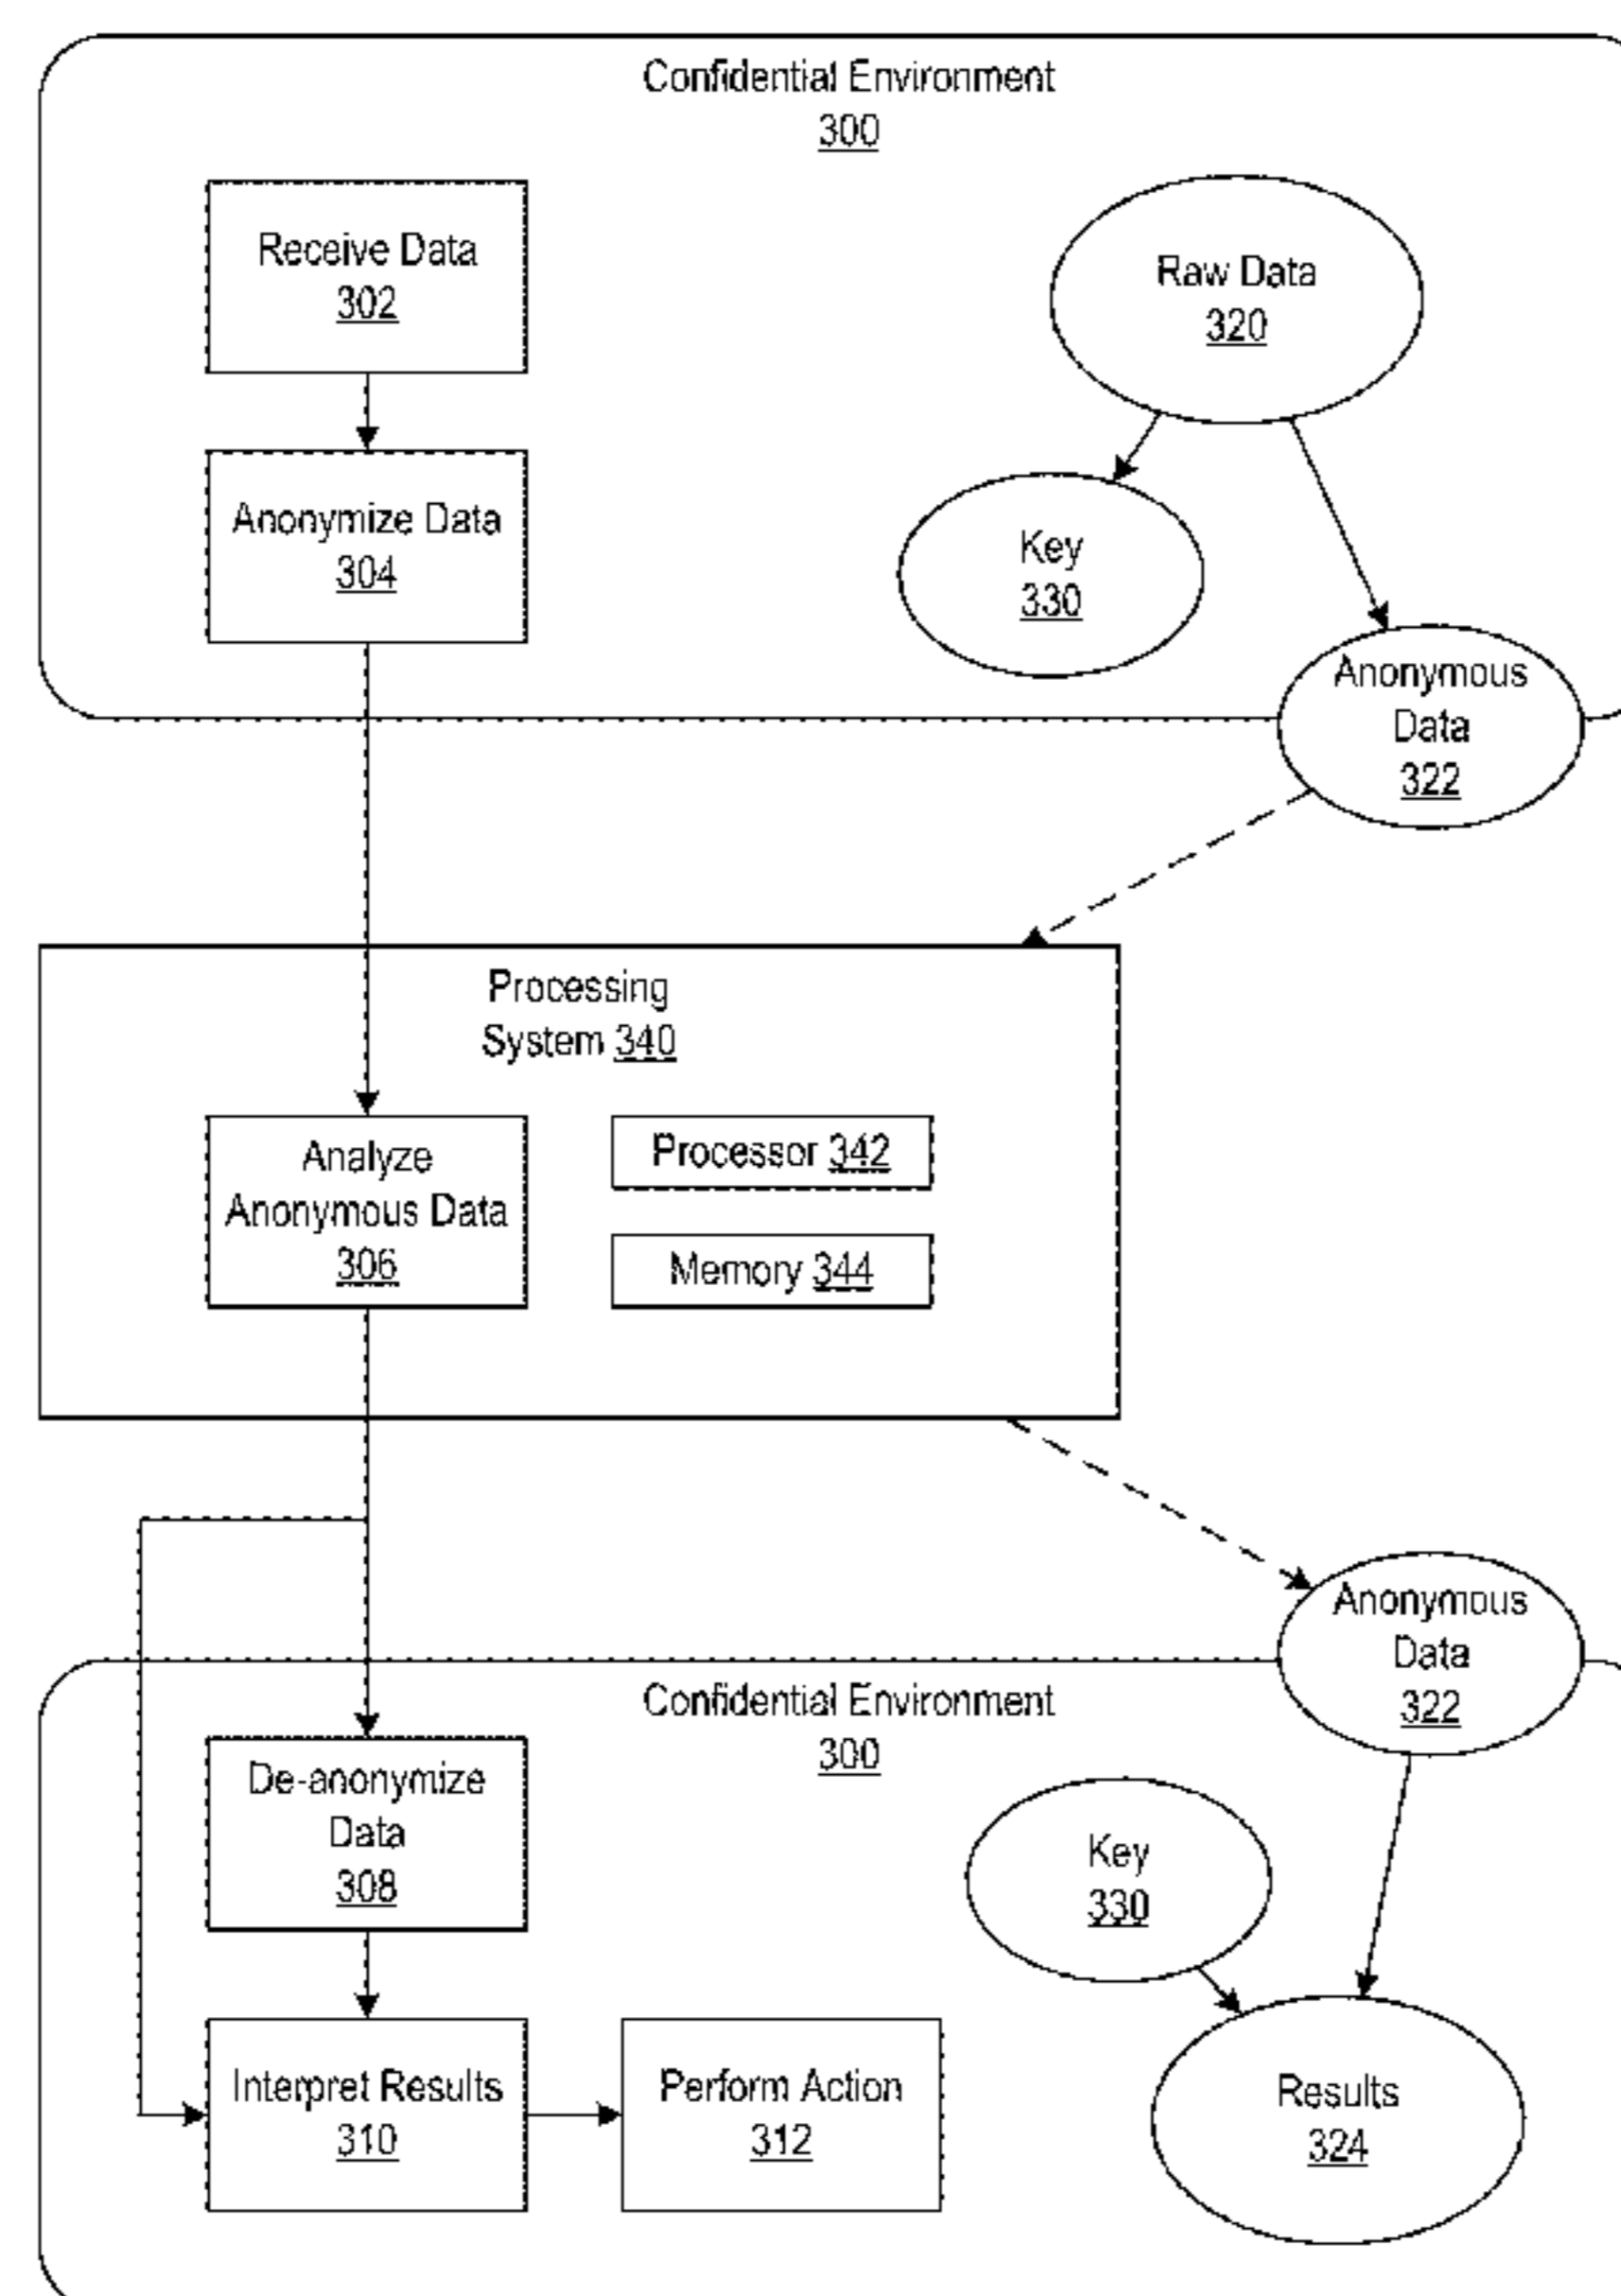 Confidential Environment
300
Receive Data
302
Raw Data
320
Anonymize Data
304
Key
330
Anonymous
Data
322
Processing
System 340
Analyze
Anonymous Data
306
Processor 342
Memory 344
Anonymous
Data
322
Confidential Environment
300
De-anonymize
Data
308
Key
330
Interpret Results
310
Perform Action
312
Results
324